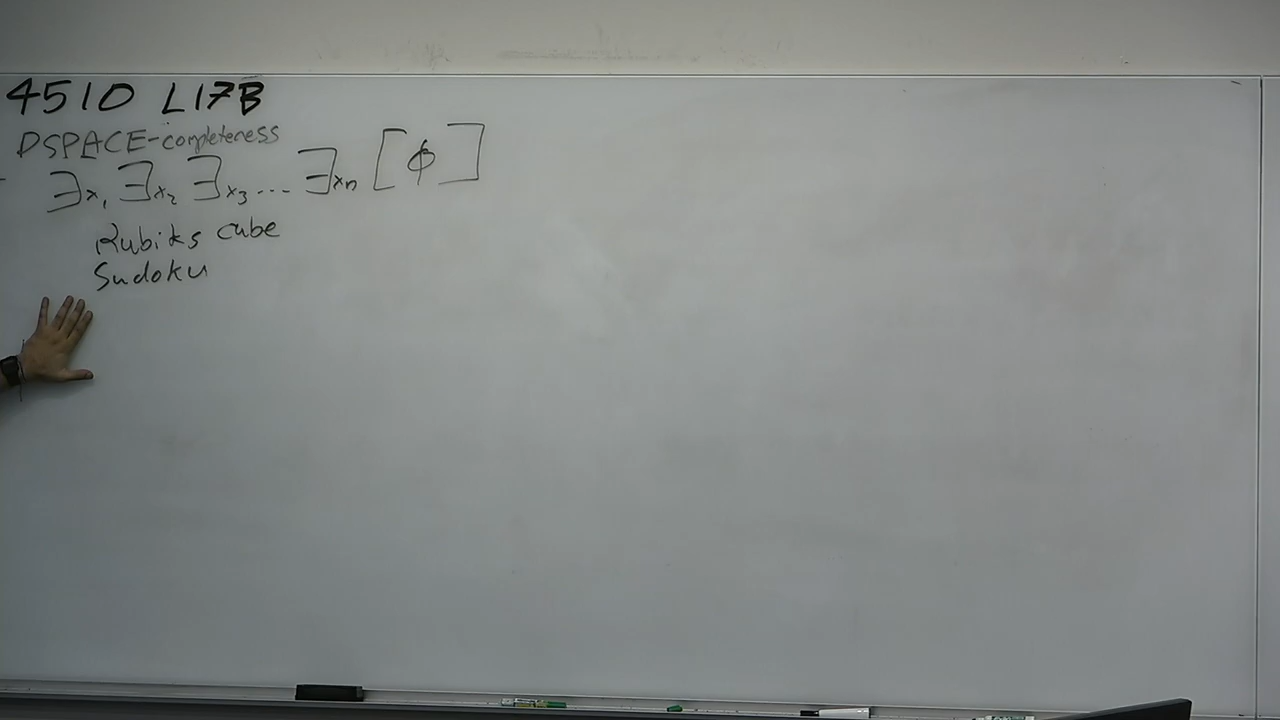 4510 L17B
PSPACE-completeness
∃x₁ ∃x₂ ∃x₃ ... ∃xₙ [ϕ]
Rubiks cube
Sudoku